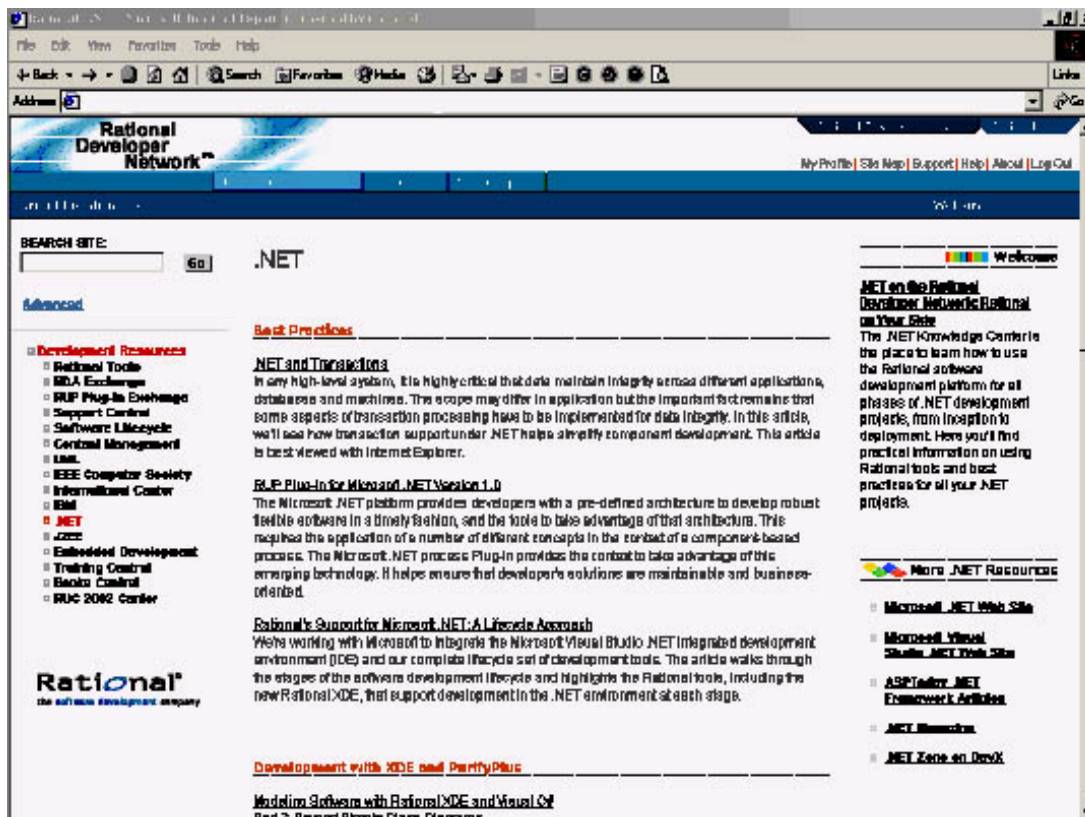 File Edit View Favorites Tools Help
Back Search Favorites Media Links
Address Go
Rational
Developer
Network™
My Profile | Site Map | Support | Help | About | Log Out
SEARCH SITE:
Go
Advanced
Development Resources
Rational Tools
RDA Exchange
RUP Plug-In Exchange
Support Central
Software Lifecycle
Content Management
UML
IEEE Computer Society
International Center
IBM
.NET
J2EE
Embedded Development
Training Central
Books Central
RUC 2002 Center
Rational
the software development company
.NET
Best Practices
.NET and Transactions
In any high-level system, it is highly critical that data maintain integrity across different applications,
databases and machines. The scope may differ in application but the important fact remains that
some aspects of transaction processing have to be implemented for data integrity. In this article,
we'll see how transaction support under .NET helps simplify component development. This article
is best viewed with Internet Explorer.
RUP Plug-In for Microsoft .NET Version 1.0
The Microsoft .NET platform provides developers with a pre-defined architecture to develop robust
flexible software in a timely fashion, and the tools to take advantage of that architecture. This
requires the application of a number of different concepts in the context of a component-based
process. The Microsoft .NET process Plug-in provides the context to take advantage of this
emerging technology. It helps ensure that developer's solutions are maintainable and business-
oriented.
Rational's Support for Microsoft .NET: A Lifecycle Approach
We're working with Microsoft to integrate the Microsoft Visual Studio .NET integrated development
environment (IDE) and our complete lifecycle set of development tools. The article walks through
the stages of the software development lifecycle and highlights the Rational tools, including the
new Rational XDE, that support development in the .NET environment at each stage.
Development with XDE and PurifyPlus
Modeling Software with Rational XDE and Visual C#
Welcome
.NET on the Rational
Developer Network: Rational
on Your Side
The .NET Knowledge Center is
the place to learn how to use
the Rational software
development platform for all
phases of .NET development
projects, from inception to
deployment. Here you'll find
practical information on using
Rational tools and best
practices for all your .NET
projects.
More .NET Resources
Microsoft .NET Web Site
Microsoft Visual
Studio .NET Web Site
ASPToday .NET
Framework Articles
.NET Magazine
.NET Zone on DevX